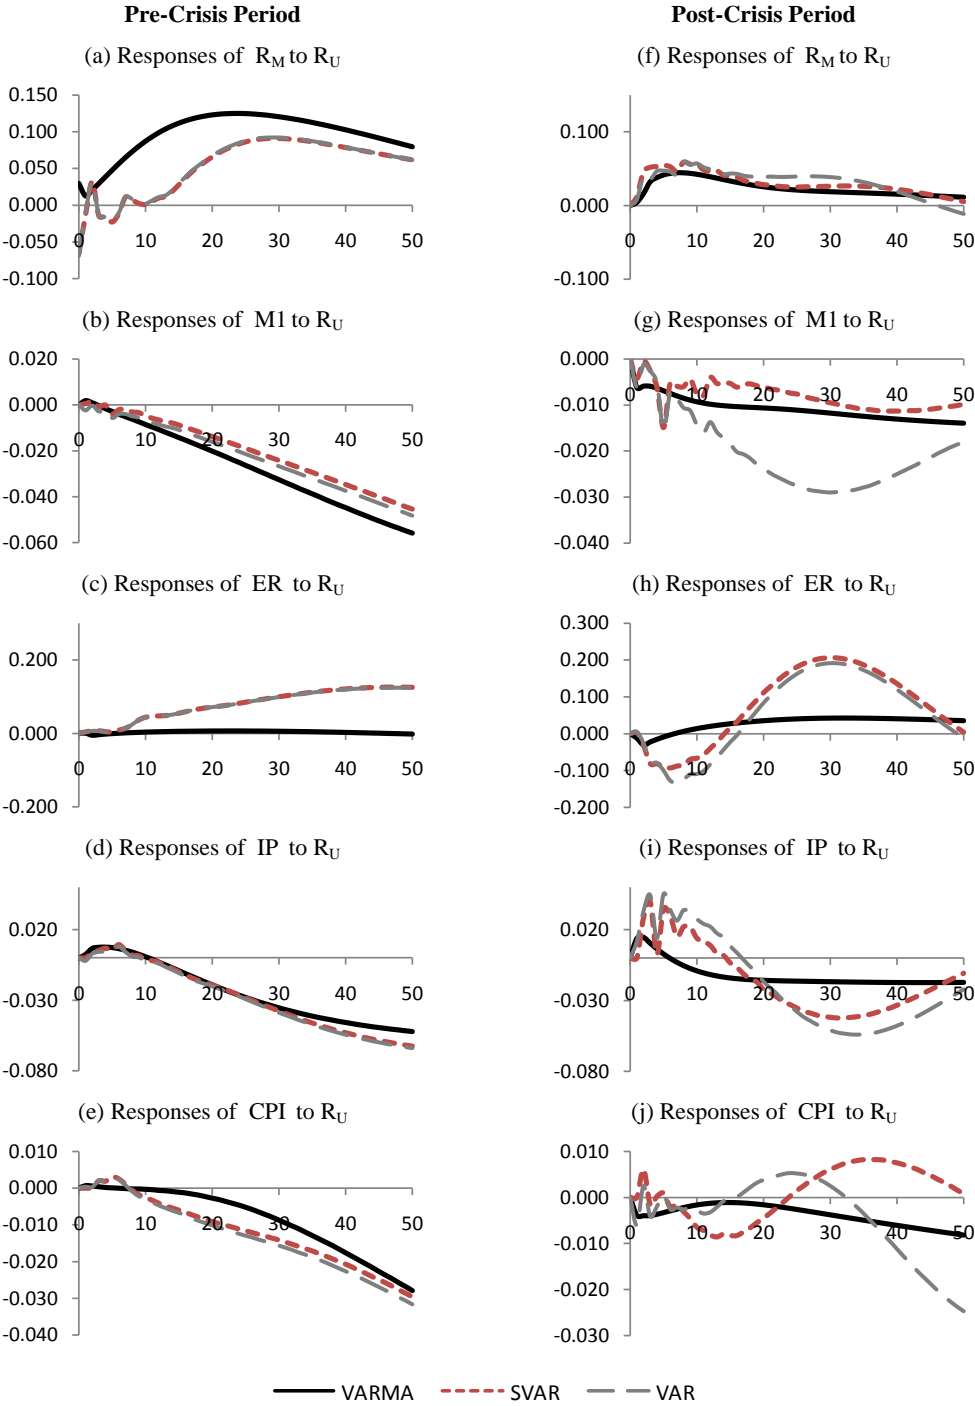 Pre-Crisis Period
(a) Responses of R_M to R_U
0.150
0.100
0.050
0.000
-0.050
-0.100
0 10 20 30 40 50
(b) Responses of M1 to R_U
0.020
0.000
-0.020
-0.040
-0.060
0 10 20 30 40 50
(c) Responses of ER to R_U
0.200
0.000
-0.200
0 10 20 30 40 50
(d) Responses of IP to R_U
0.020
-0.030
-0.080
0 10 20 30 40 50
(e) Responses of CPI to R_U
0.010
0.000
-0.010
-0.020
-0.030
-0.040
0 10 20 30 40 50
Post-Crisis Period
(f) Responses of R_M to R_U
0.100
0.000
-0.100
0 10 20 30 40 50
(g) Responses of M1 to R_U
0.000
-0.010
-0.020
-0.030
-0.040
0 10 20 30 40 50
(h) Responses of ER to R_U
0.300
0.200
0.100
0.000
-0.100
-0.200
0 10 20 30 40 50
(i) Responses of IP to R_U
0.020
-0.030
-0.080
0 10 20 30 40 50
(j) Responses of CPI to R_U
0.010
0.000
-0.010
-0.020
-0.030
0 10 20 30 40 50
VARMA SVAR VAR